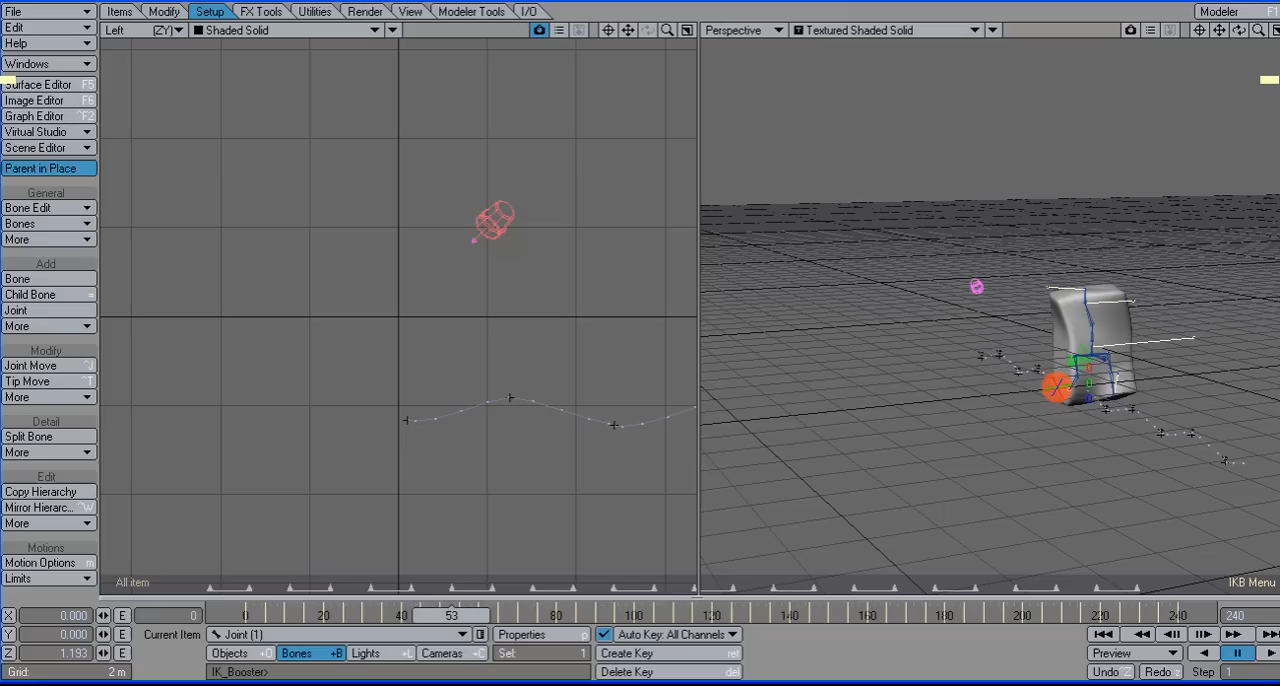 File Items Modify Setup FX Tools Utilities Render View Modeler Tools I/O Modeler F1
Edit
Left (ZY) Shaded Solid Perspective T Textured Shaded Solid
Help
Windows
Surface Editor F5
Image Editor F6
Graph Editor ^F2
Virtual Studio
Scene Editor
Parent in Place
General
Bone Edit
Bones
More
Add
Bone
Child Bone =
Joint
More
Modify
Joint Move ^J
Tip Move ^T
More
Detail
Split Bone
More
Edit
Copy Hierarchy
Mirror Hierarc... ^W
More
Motions
Motion Options m
Limits
All item IKB Menu
X 0.000 E 0 0 20 40 53 80 100 120 140 160 180 200 220 240 240
Y 0.000 E Current Item Joint (1) Properties p Auto Key: All Channels
Z 1.193 E Objects +O Bones +B Lights +L Cameras +C Sel: 1 Create Key ret Preview
Grid: 2 m IK_Booster> Delete Key del Undo ^Z Redo z Step 1